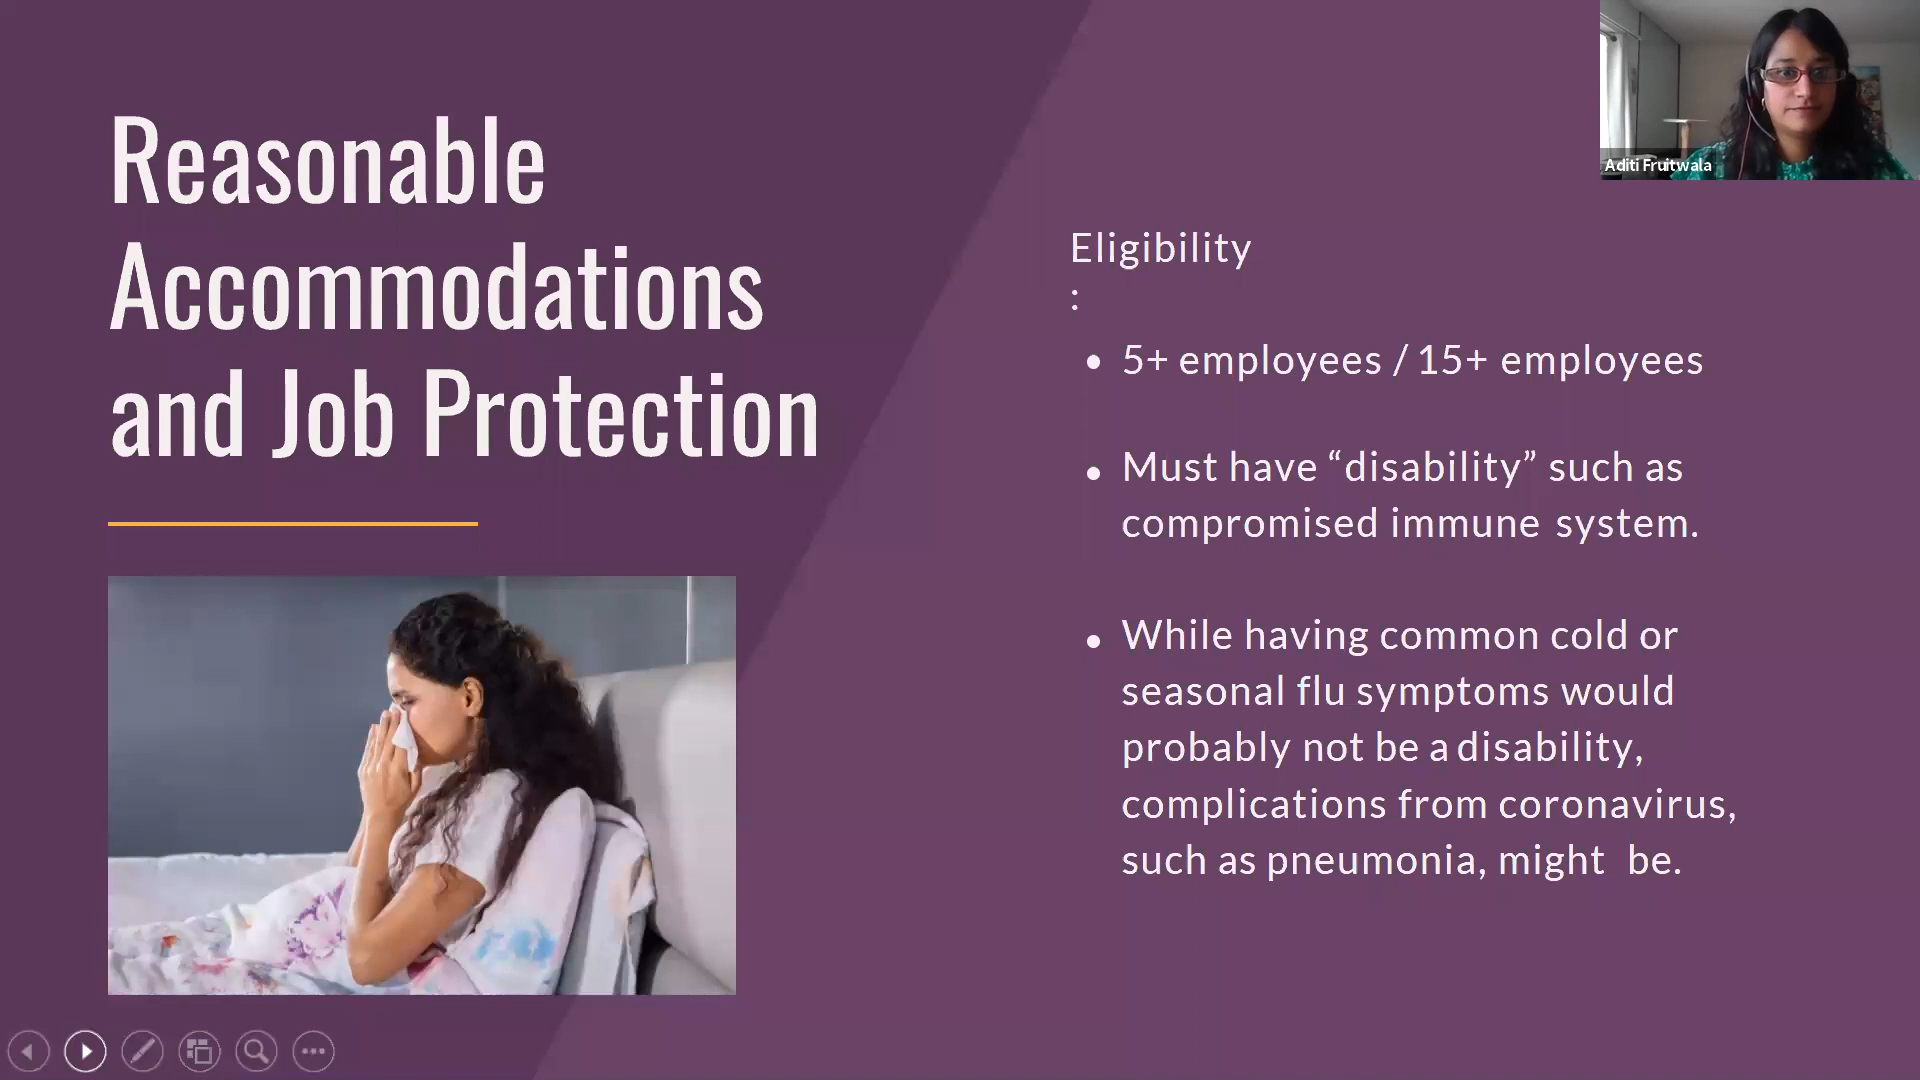 Reasonable
Accommodations
and Job Protection
Aditi Fruitwala
Eligibility
:
• 5+ employees / 15+ employees
• Must have “disability” such as
compromised immune system.
• While having common cold or
seasonal flu symptoms would
probably not be a disability,
complications from coronavirus,
such as pneumonia, might be.